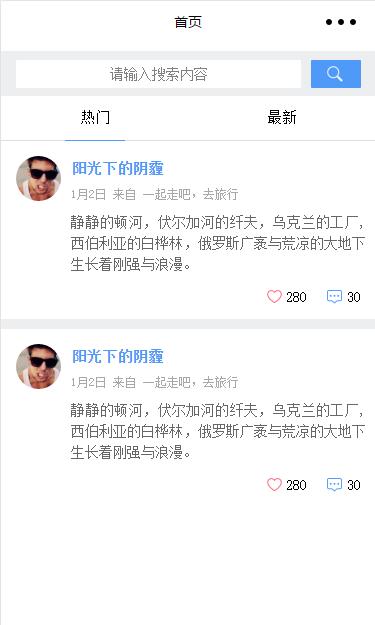 首页
请输入搜索内容
热门 最新
阳光下的阴霾
1月2日 来自 一起走吧，去旅行
静静的顿河，伏尔加河的纤夫，乌克兰的工厂,
西伯利亚的白桦林，俄罗斯广袤与荒凉的大地下
生长着刚强与浪漫。
280 30
阳光下的阴霾
1月2日 来自 一起走吧，去旅行
静静的顿河，伏尔加河的纤夫，乌克兰的工厂,
西伯利亚的白桦林，俄罗斯广袤与荒凉的大地下
生长着刚强与浪漫。
280 30